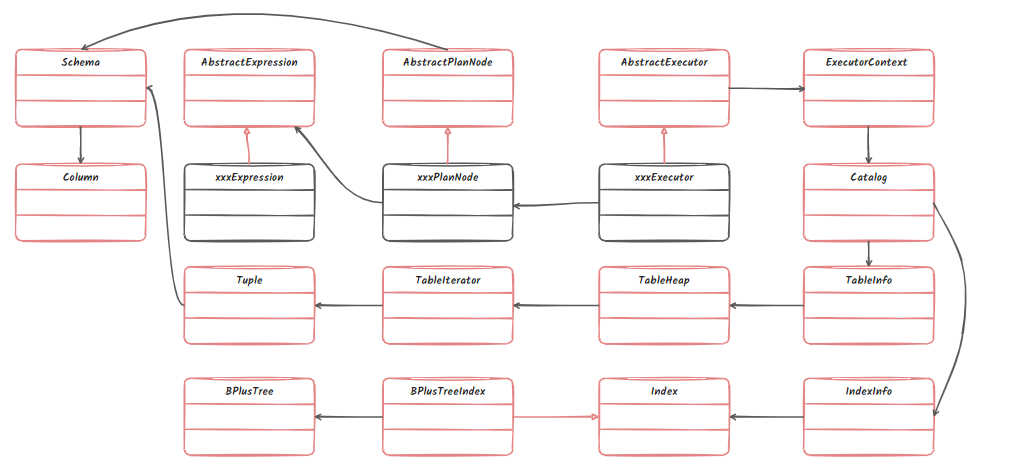 Schema
AbstractExpression
AbstractPlanNode
AbstractExecutor
ExecutorContext
Column
xxxExpression
xxxPlanNode
xxxExecutor
Catalog
Tuple
TableIterator
TableHeap
TableInfo
BPlusTree
BPlusTreeIndex
Index
IndexInfo